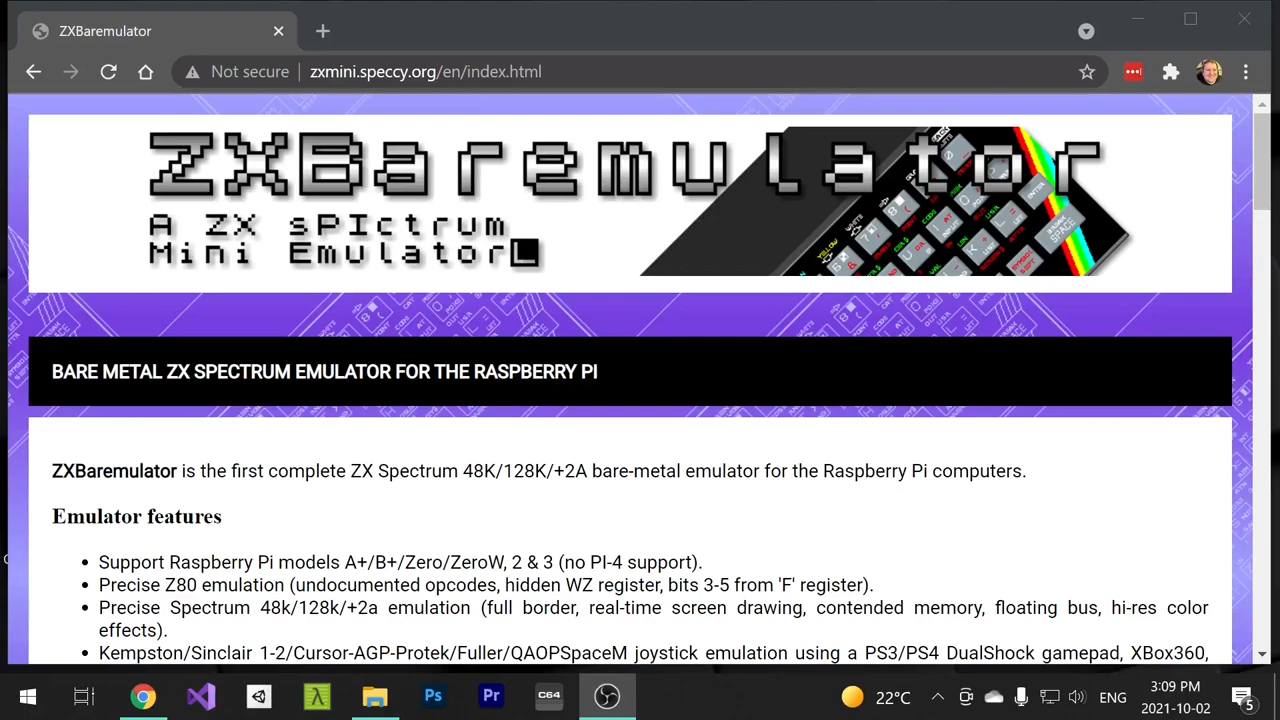 ZXBaremulator
Not secure
zxmini.speccy.org/en/index.html
ZXBaremulator
A ZX sPIctrum
Mini EmulatorL
BARE METAL ZX SPECTRUM EMULATOR FOR THE RASPBERRY PI
ZXBaremulator is the first complete ZX Spectrum 48K/128K/+2A bare-metal emulator for the Raspberry Pi computers.
Emulator features
• Support Raspberry Pi models A+/B+/Zero/ZeroW, 2 & 3 (no PI-4 support).
• Precise Z80 emulation (undocumented opcodes, hidden WZ register, bits 3-5 from 'F' register).
• Precise Spectrum 48k/128k/+2a emulation (full border, real-time screen drawing, contended memory, floating bus, hi-res color
effects).
• Kempston/Sinclair 1-2/Cursor-AGP-Protek/Fuller/QAOPSpaceM joystick emulation using a PS3/PS4 DualShock gamepad, XBox360,
Ps
Pr
C64
22°C
ENG
3:09 PM
2021-10-02
5